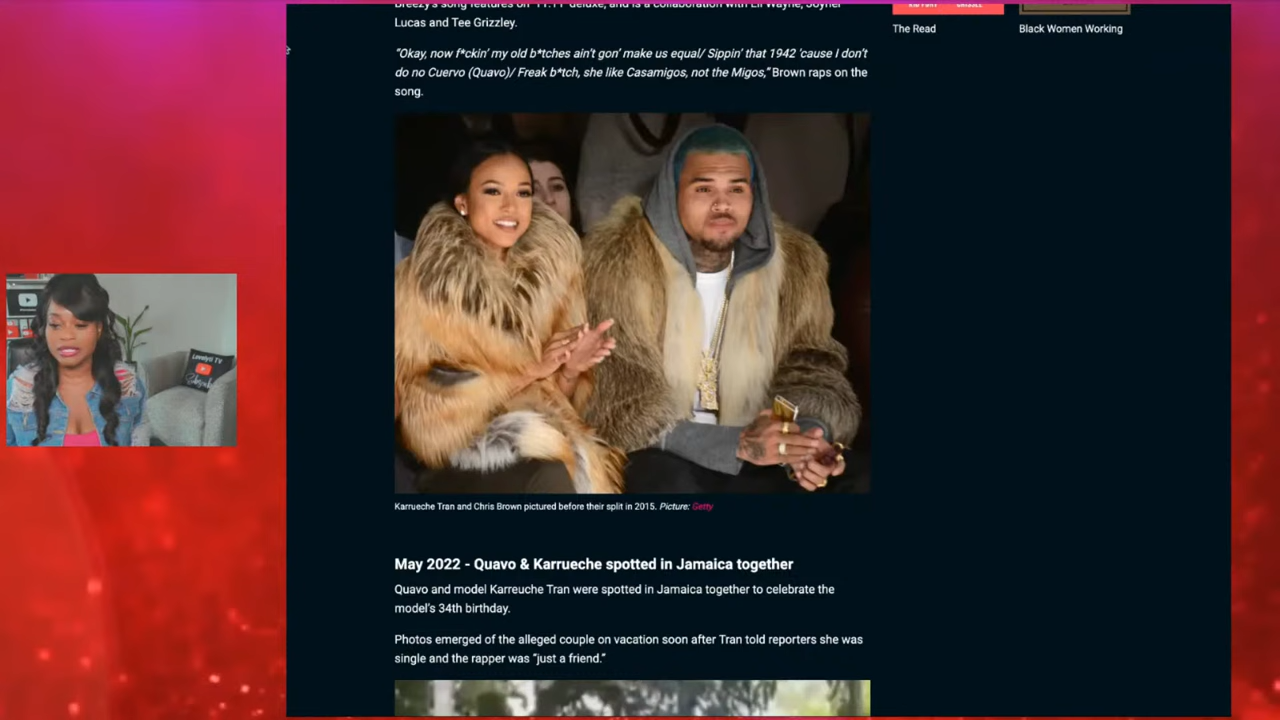 Breezy's song features on '11:11' deluxe, and is a collaboration with Lil Wayne, Joyner
Lucas and Tee Grizzley.
The Read
Black Women Working
“Okay, now f*ckin’ my old b*tches ain’t gon’ make us equal/ Sippin’ that 1942 ’cause I don’t
do no Cuervo (Quavo)/ Freak b*tch, she like Casamigos, not the Migos,” Brown raps on the
song.
Lovelyti TV
Karrueche Tran and Chris Brown pictured before their split in 2015. Picture: Getty
May 2022 - Quavo & Karrueche spotted in Jamaica together
Quavo and model Karreuche Tran were spotted in Jamaica together to celebrate the
model’s 34th birthday.
Photos emerged of the alleged couple on vacation soon after Tran told reporters she was
single and the rapper was “just a friend.”